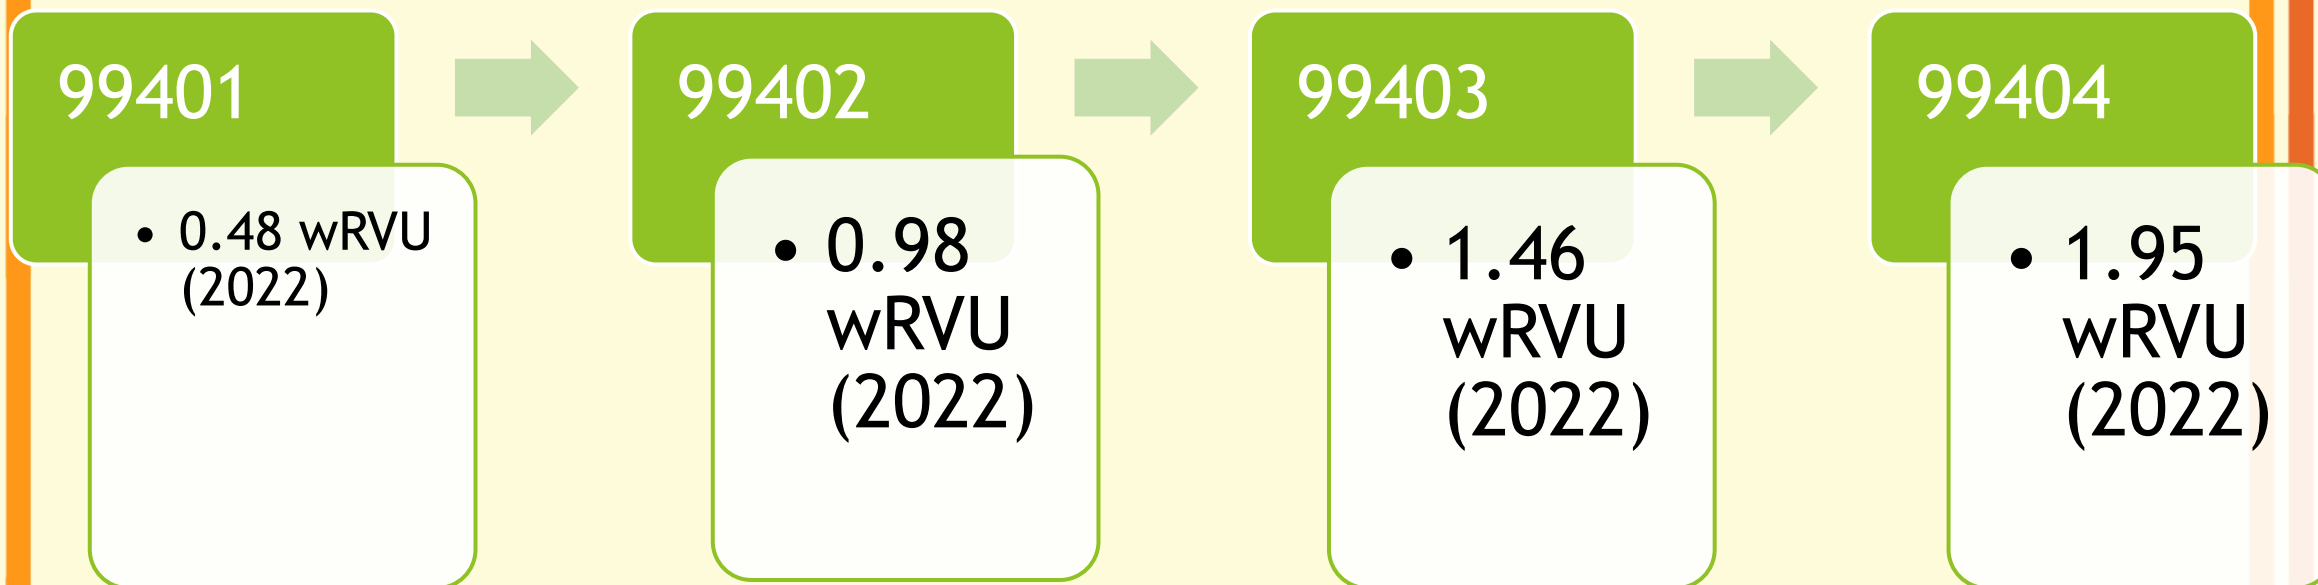 99401
• 0.48 wRVU
(2022)
99402
• 0.98
wRVU
(2022)
99403
• 1.46
wRVU
(2022)
99404
• 1.95
wRVU
(2022)